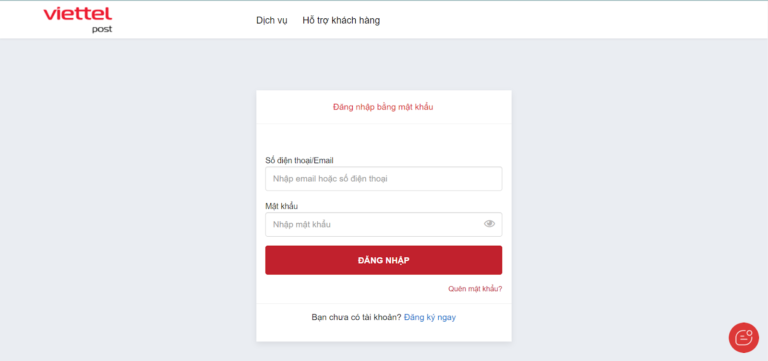 viettel
post
Dịch vụ Hỗ trợ khách hàng
Đăng nhập bằng mật khẩu
Số điện thoại/Email
Nhập email hoặc số điện thoại
Mật khẩu
Nhập mật khẩu
ĐĂNG NHẬP
Quên mật khẩu?
Bạn chưa có tài khoản? Đăng ký ngay